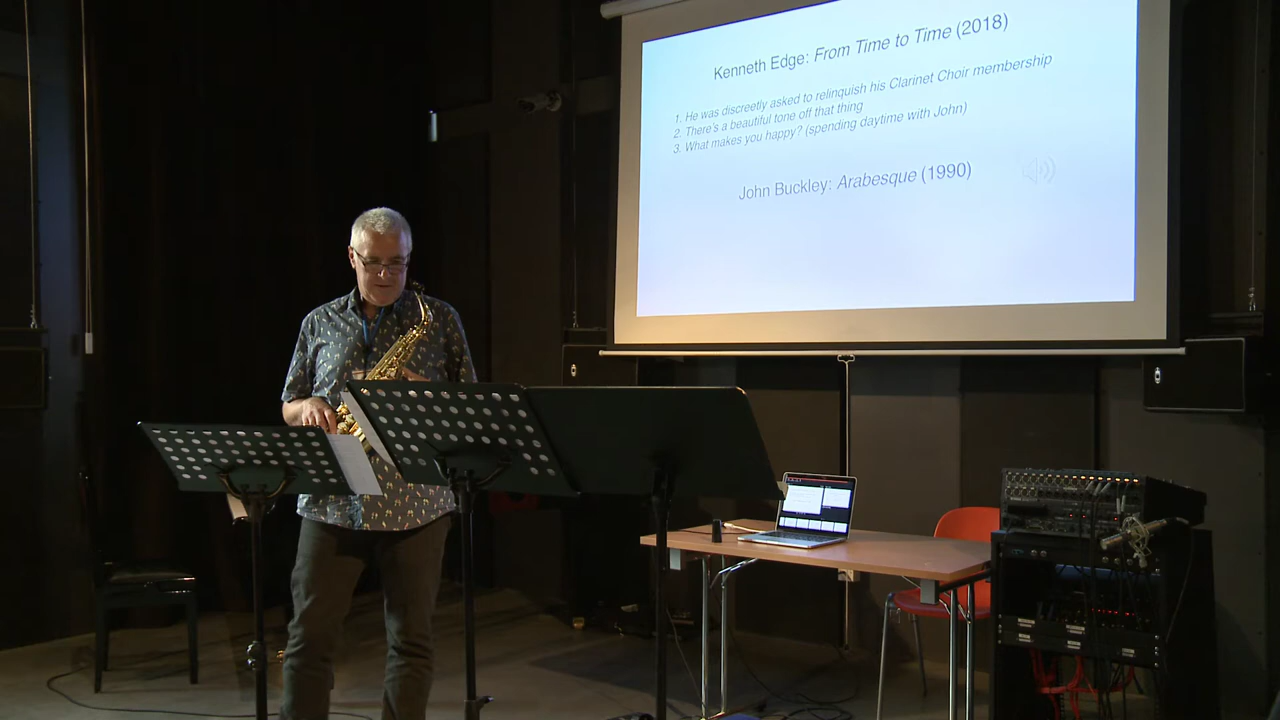 Kenneth Edge: From Time to Time (2018)
1. He was discreetly asked to relinquish his Clarinet Choir membership
2. There's a beautiful tone off that thing
3. What makes you happy? (spending daytime with John)
John Buckley: Arabesque (1990)